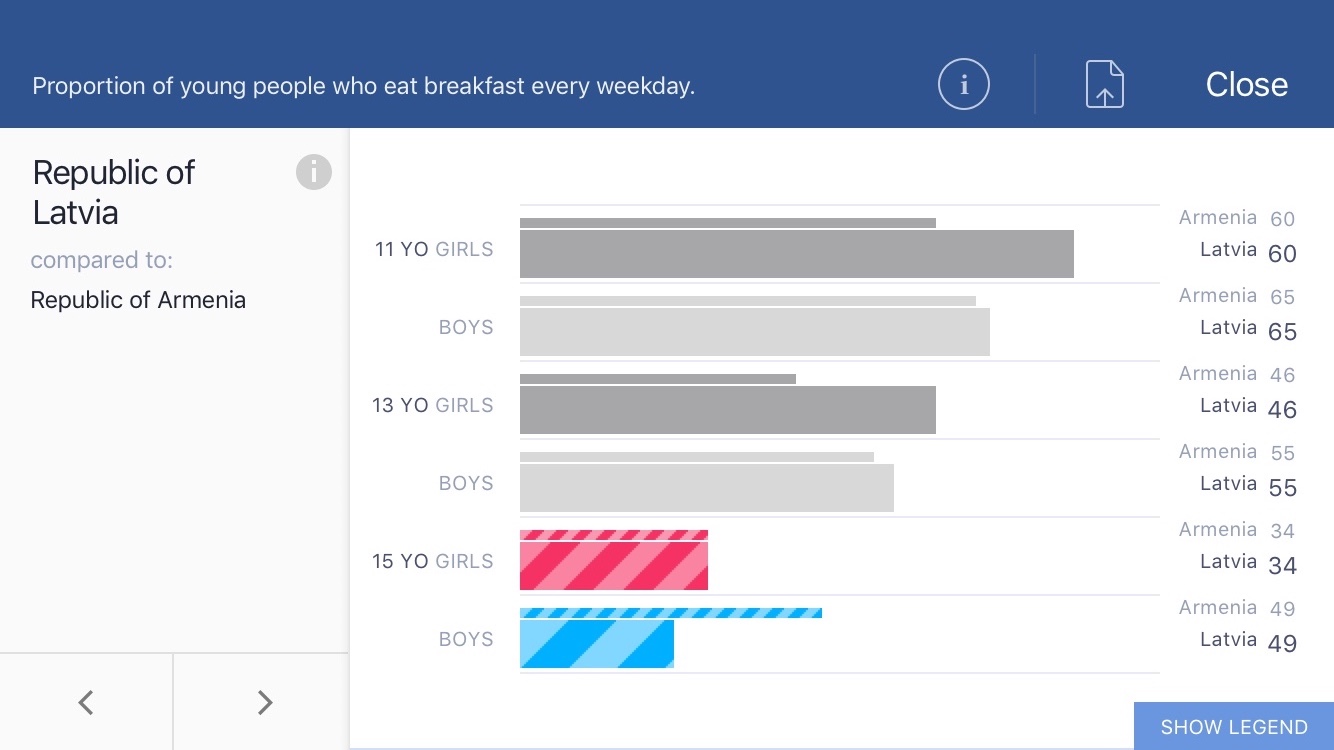 Proportion of young people who eat breakfast every weekday.
i
Close
Republic of
Latvia
i
compared to:
Republic of Armenia
11 YO GIRLS
Armenia 60
Latvia 60
BOYS
Armenia 65
Latvia 65
13 YO GIRLS
Armenia 46
Latvia 46
BOYS
Armenia 55
Latvia 55
15 YO GIRLS
Armenia 34
Latvia 34
BOYS
Armenia 49
Latvia 49
SHOW LEGEND